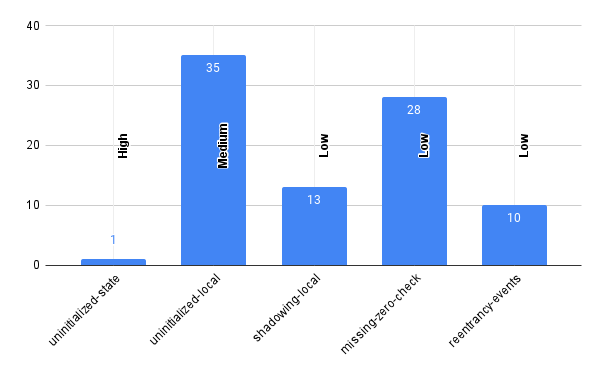 40
30
20
10
0
1
35
13
28
10
High
Medium
Low
Low
Low
uninitialized-state
uninitialized-local
shadowing-local
missing-zero-check
reentrancy-events